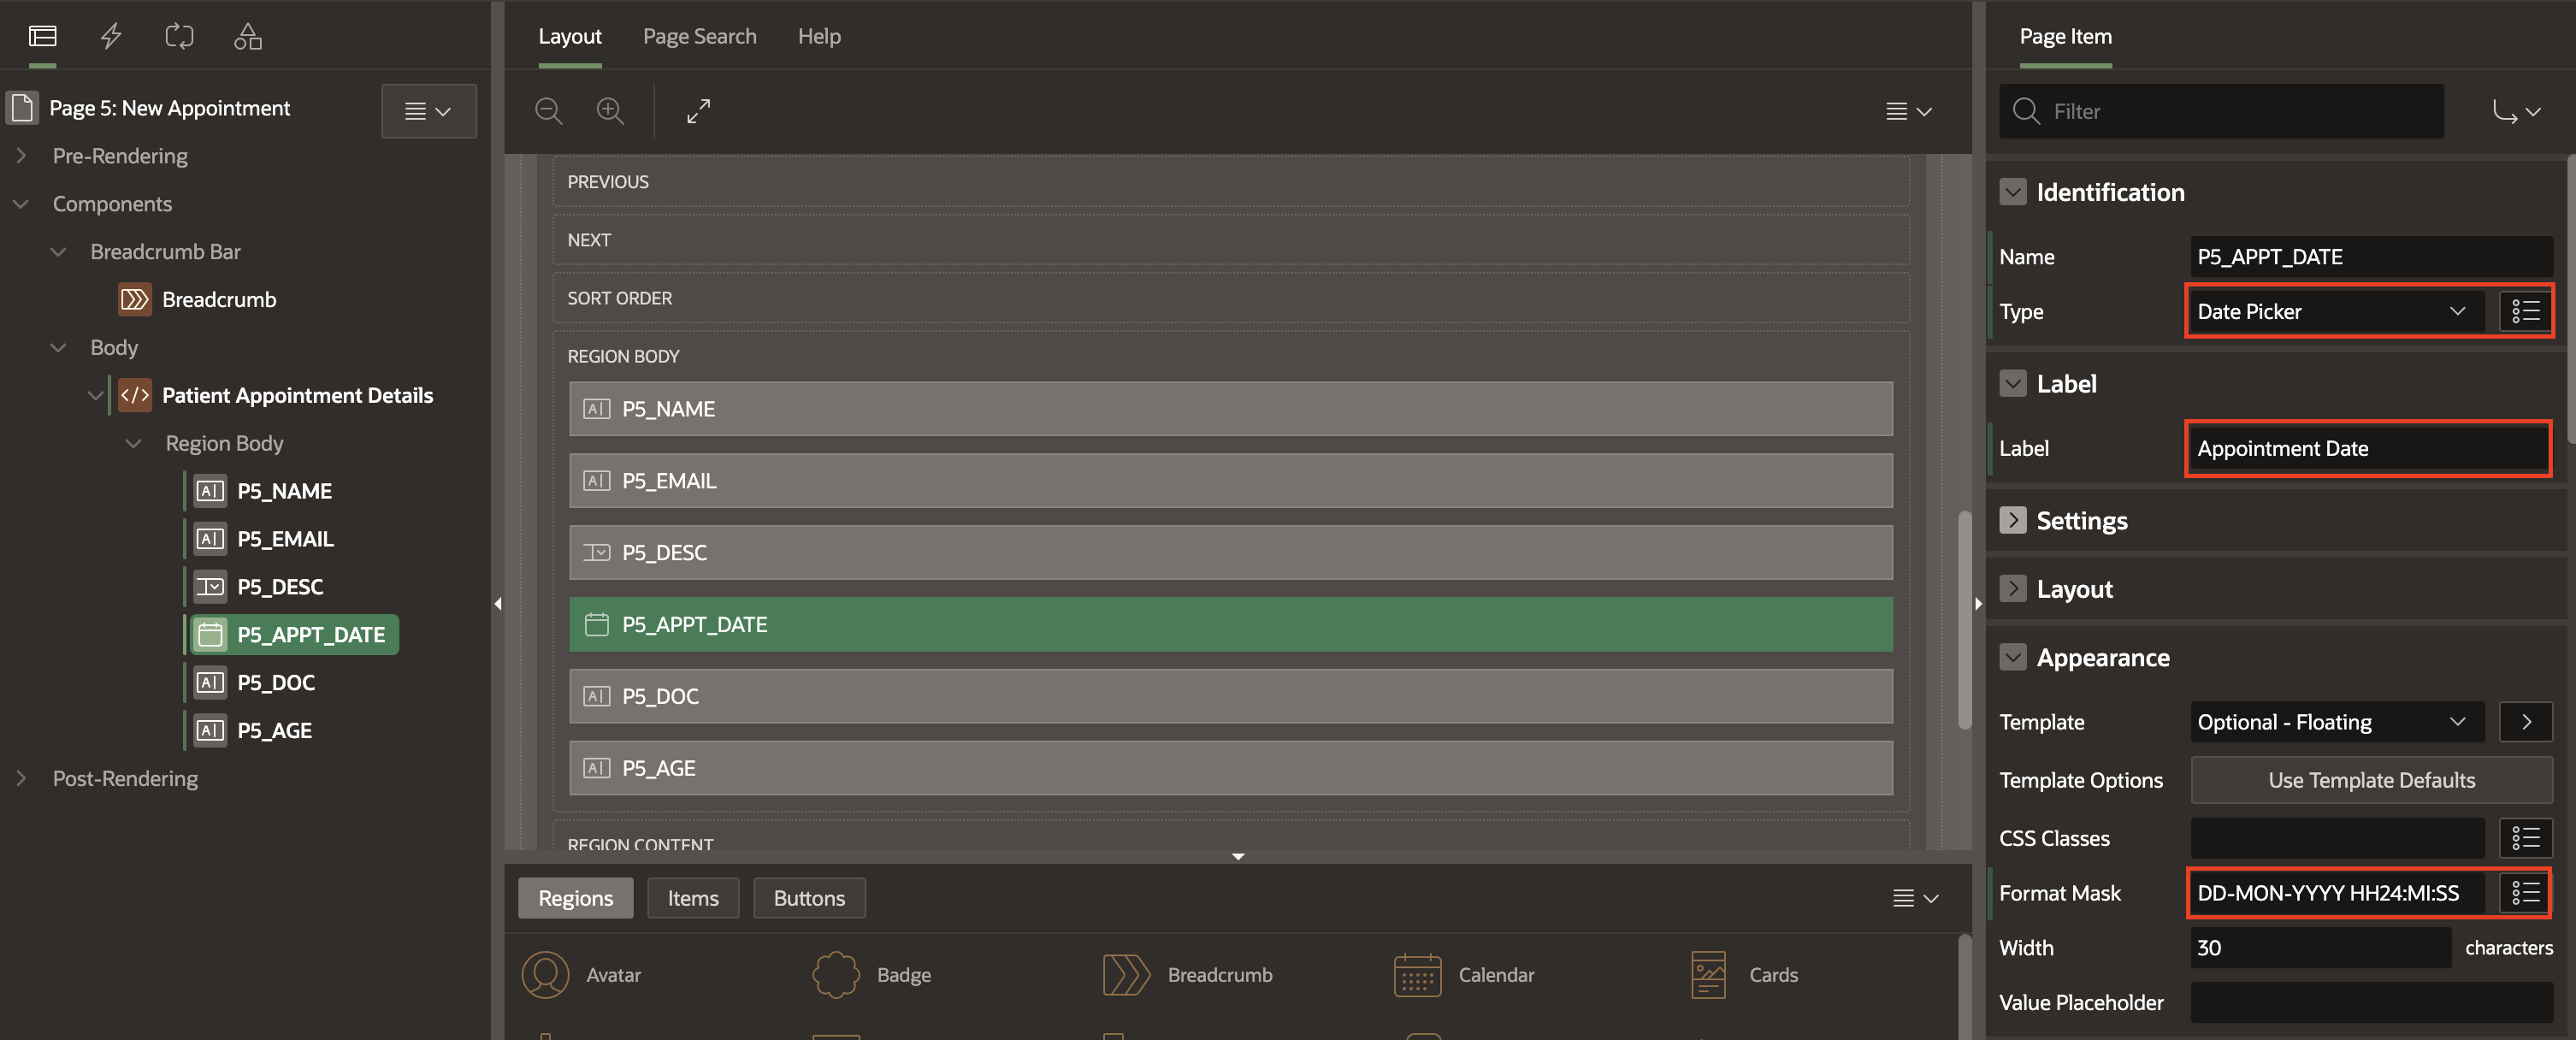 Page 5: New Appointment
Pre-Rendering
Components
Breadcrumb Bar
Breadcrumb
Body
Patient Appointment Details
Region Body
P5_NAME
P5_EMAIL
P5_DESC
P5_APPT_DATE
P5_DOC
P5_AGE
Post-Rendering
Layout Page Search Help
PREVIOUS
NEXT
SORT ORDER
REGION BODY
P5_NAME
P5_EMAIL
P5_DESC
P5_APPT_DATE
P5_DOC
P5_AGE
REGION CONTENT
Regions Items Buttons
Avatar Badge Breadcrumb Calendar Cards
Page Item
Filter
Identification
Name P5_APPT_DATE
Type Date Picker
Label
Label Appointment Date
Settings
Layout
Appearance
Template Optional - Floating
Template Options Use Template Defaults
CSS Classes
Format Mask DD-MON-YYYY HH24:MI:SS
Width 30 characters
Value Placeholder